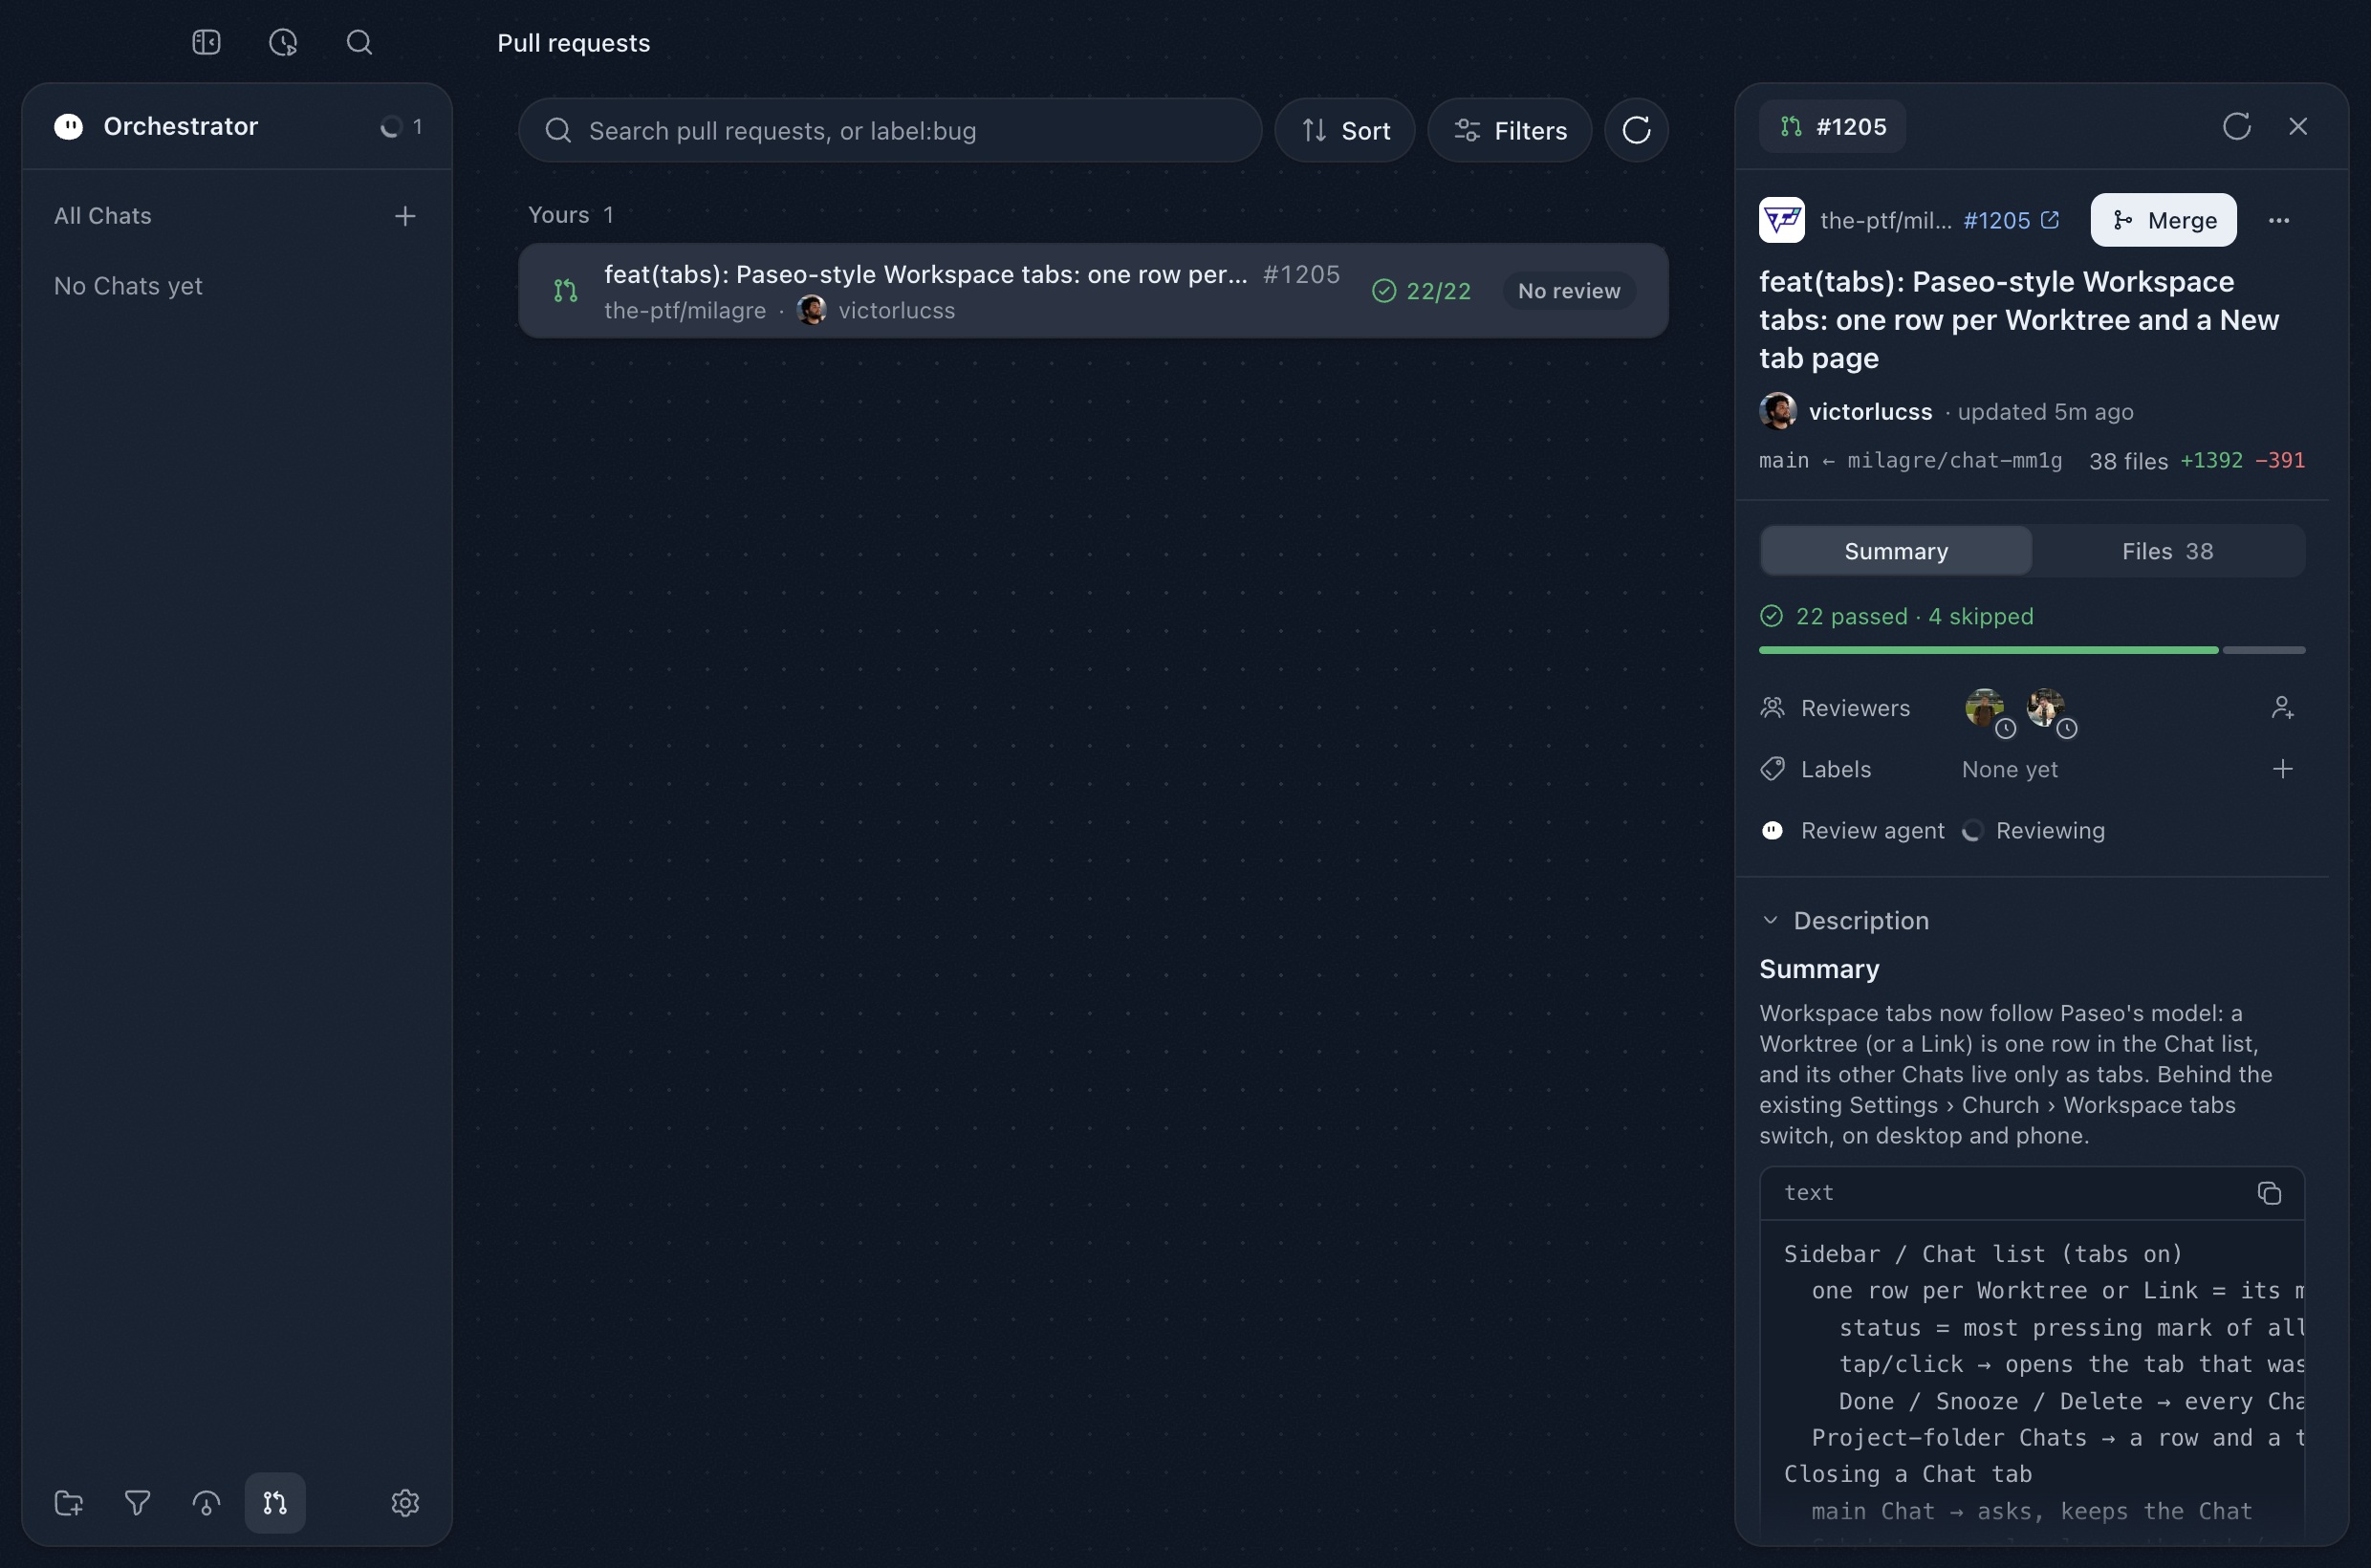 Pull requests
Orchestrator
1
All Chats
No Chats yet
Search pull requests, or label:bug
Sort
Filters
Yours 1
feat(tabs): Paseo-style Workspace tabs: one row per... #1205
the-ptf/milagre · victorlucss
22/22
No review
#1205
the-ptf/mil... #1205
Merge
feat(tabs): Paseo-style Workspace
tabs: one row per Worktree and a New
tab page
victorlucss · updated 5m ago
main ← milagre/chat-mm1g 38 files +1392 −391
Summary
Files 38
22 passed · 4 skipped
Reviewers
Labels None yet
Review agent Reviewing
Description
Summary
Workspace tabs now follow Paseo's model: a
Worktree (or a Link) is one row in the Chat list,
and its other Chats live only as tabs. Behind the
existing Settings › Church › Workspace tabs
switch, on desktop and phone.
text
Sidebar / Chat list (tabs on)
one row per Worktree or Link = its
status = most pressing mark of all
tap/click → opens the tab that was
Done / Snooze / Delete → every Cha
Project-folder Chats → a row and a t
Closing a Chat tab
main Chat → asks, keeps the Chat